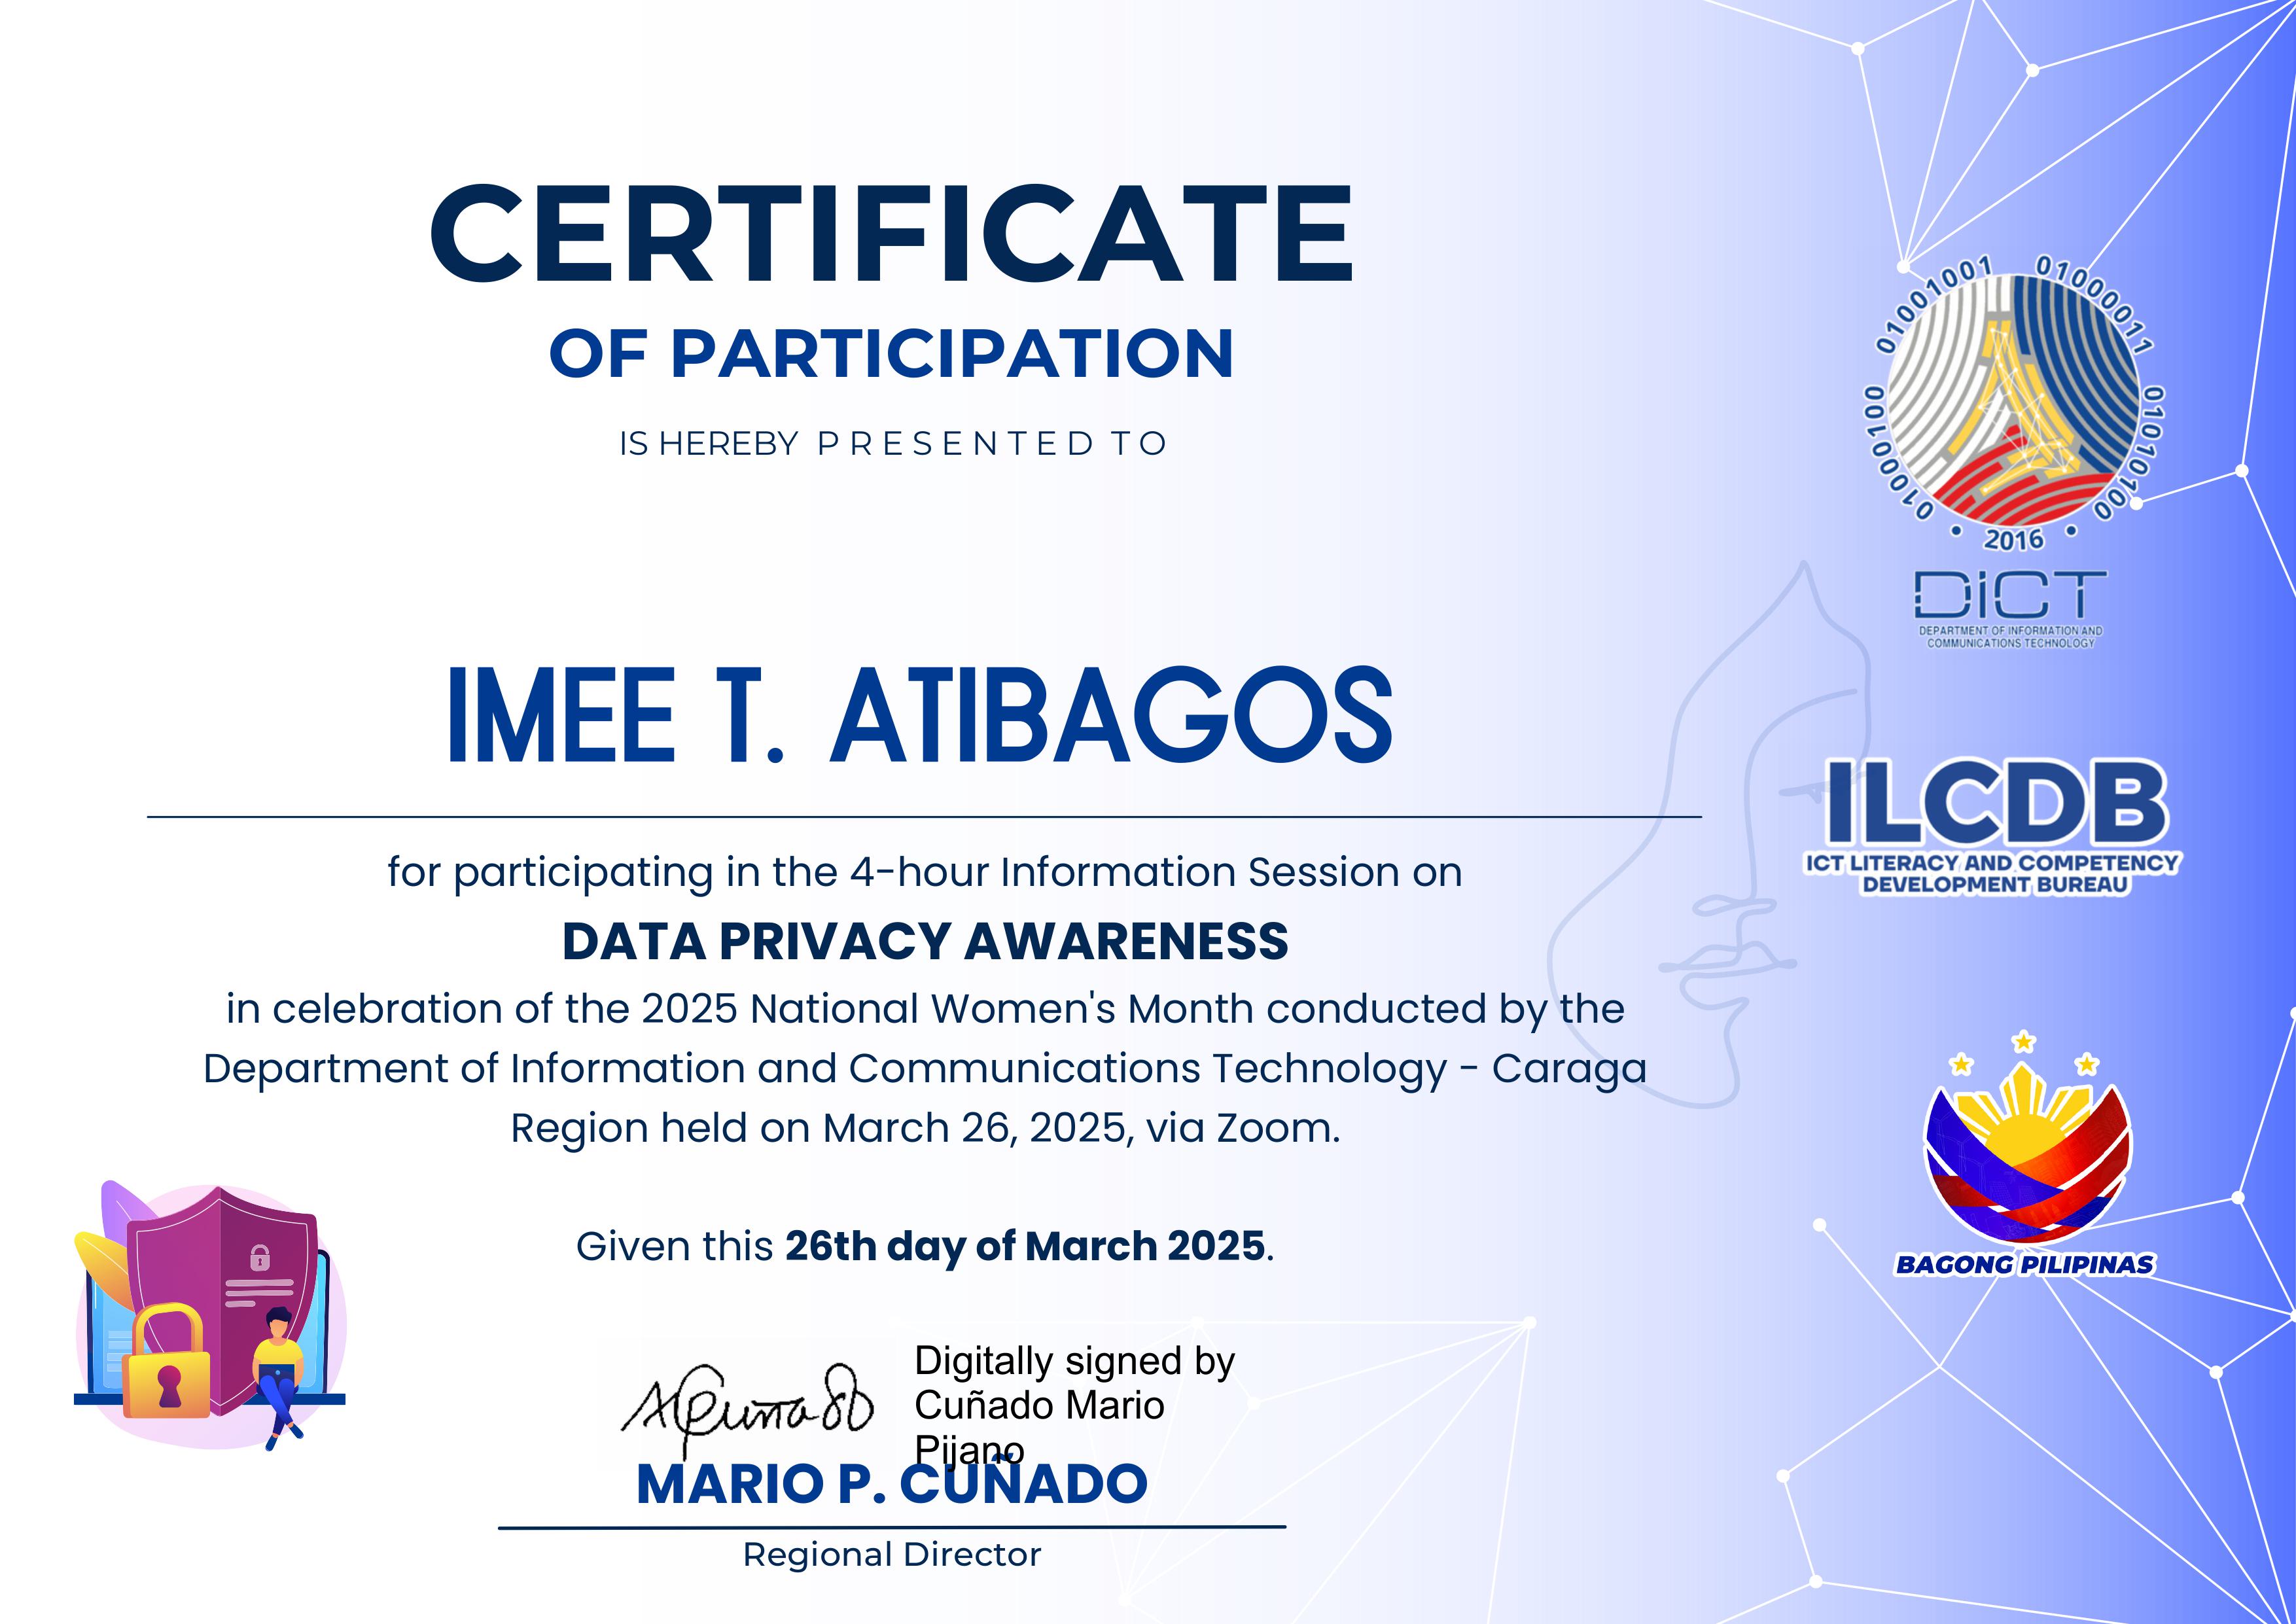 CERTIFICATE
OF PARTICIPATION
IS HEREBY PRESENTED TO
IMEE T. ATIBAGOS
for participating in the 4-hour Information Session on
DATA PRIVACY AWARENESS
in celebration of the 2025 National Women's Month conducted by the
Department of Information and Communications Technology - Caraga
Region held on March 26, 2025, via Zoom.
Given this 26th day of March 2025.
Digitally signed by
Cuñado Mario
Pijano
MARIO P. CUÑADO
Regional Director
01001001 01000011 01010100 01000100
2016
DICT
DEPARTMENT OF INFORMATION AND
COMMUNICATIONS TECHNOLOGY
ILCDB
ICT LITERACY AND COMPETENCY
DEVELOPMENT BUREAU
BAGONG PILIPINAS